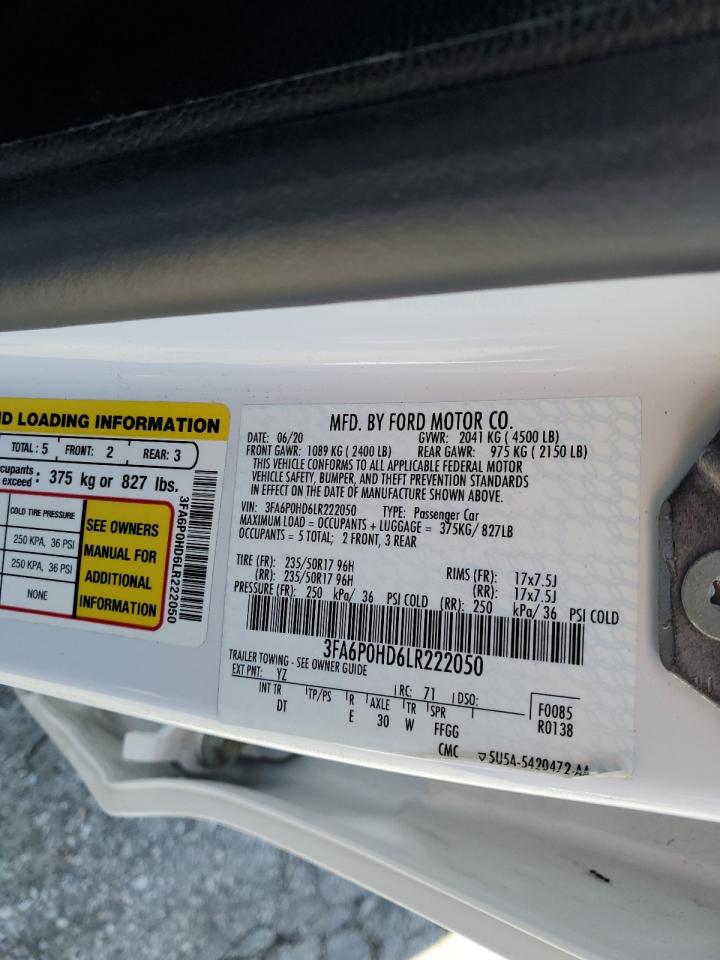 ND LOADING INFORMATION
TOTAL: 5 FRONT: 2 REAR: 3
cupants exceed: 375 kg or 827 lbs.
COLD TIRE PRESSURE
250 KPA, 36 PSI
250 KPA, 36 PSI
NONE
SEE OWNERS
MANUAL FOR
ADDITIONAL
INFORMATION
3FA6P0HD6LR222050
MFD. BY FORD MOTOR CO.
DATE: 06/20 GVWR: 2041 KG ( 4500 LB)
FRONT GAWR: 1089 KG ( 2400 LB) REAR GAWR: 975 KG ( 2150 LB)
THIS VEHICLE CONFORMS TO ALL APPLICABLE FEDERAL MOTOR
VEHICLE SAFETY, BUMPER, AND THEFT PREVENTION STANDARDS
IN EFFECT ON THE DATE OF MANUFACTURE SHOWN ABOVE.
VIN: 3FA6P0HD6LR222050 TYPE: Passenger Car
MAXIMUM LOAD = OCCUPANTS + LUGGAGE = 375KG/ 827LB
OCCUPANTS = 5 TOTAL; 2 FRONT, 3 REAR
TIRE (FR): 235/50R17 96H RIMS (FR): 17x7.5J
(RR): 235/50R17 96H (RR): 17x7.5J
PRESSURE (FR): 250 kPa/ 36 PSI COLD (RR): 250 kPa/ 36 PSI COLD
3FA6P0HD6LR222050
TRAILER TOWING - SEE OWNER GUIDE
EXT PNT: YZ RC: 71 DSO:
INT TR TP/PS R AXLE TR SPR F0085
DT E 30 W FFGG R0138
CMC ▽5U5A-5420472-AA